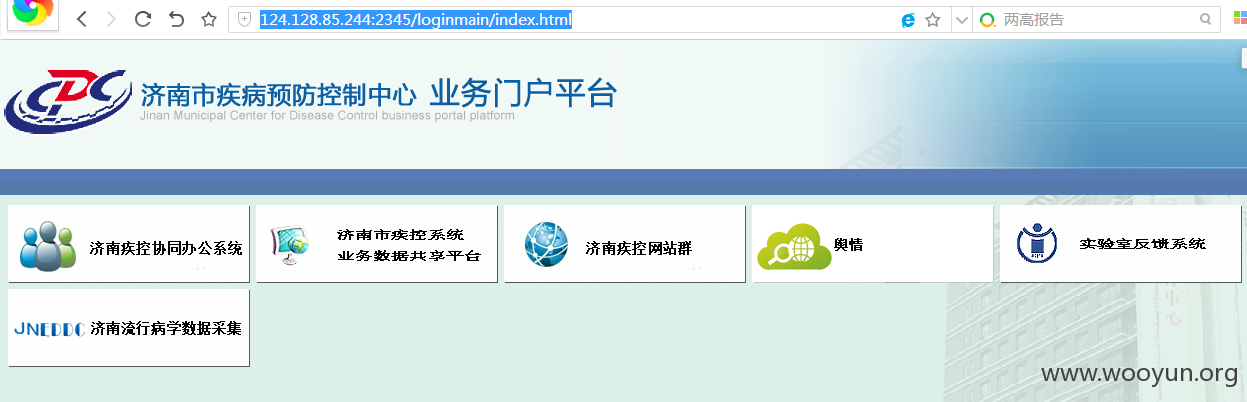 124.128.85.244:2345/loginmain/index.html
两高报告
CDC
济南市疾病预防控制中心 业务门户平台
Jinan Municipal Center for Disease Control business portal platform
济南疾控协同办公系统
济南市疾控系统
业务数据共享平台
济南疾控网站群
舆情
实验室反馈系统
JNEDDC 济南流行病学数据采集
www.wooyun.org